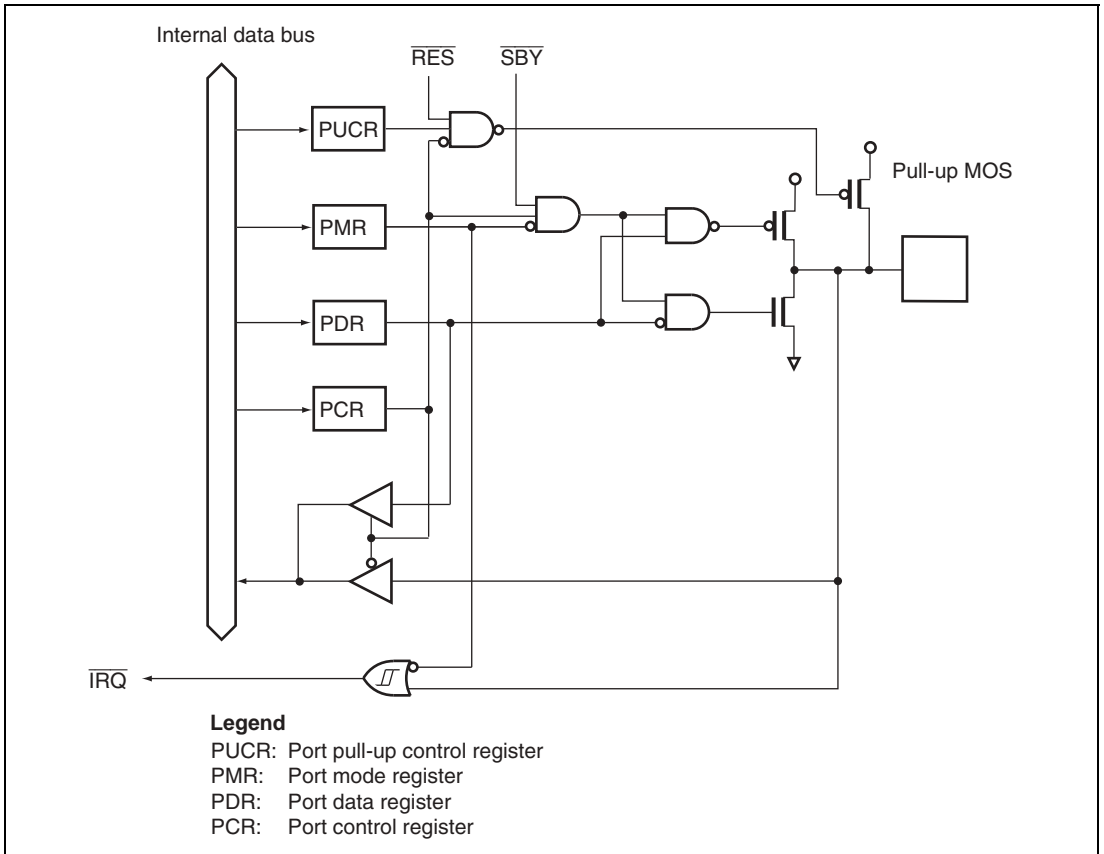 Internal data bus
RES
SBY
PUCR
Pull-up MOS
PMR
PDR
PCR
IRQ
Legend
PUCR: Port pull-up control register
PMR: Port mode register
PDR: Port data register
PCR: Port control register